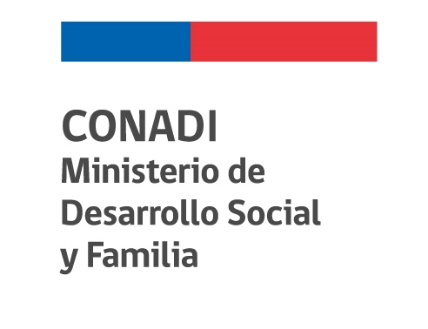 CONADI
Ministerio de
Desarrollo Social
y Familia